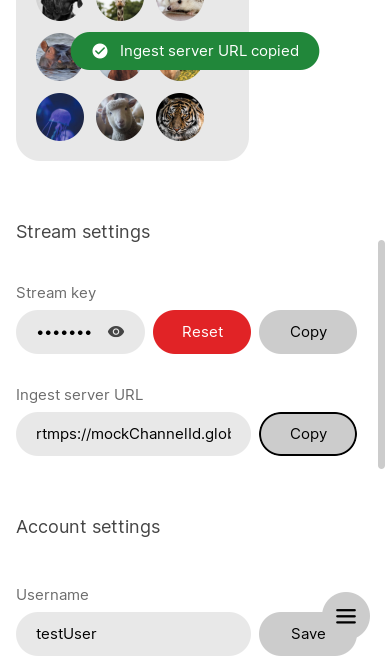 Ingest server URL copied
Stream settings
Stream key
••••••• Reset Copy
Ingest server URL
rtmps://mockChannelId.glob Copy
Account settings
Username
testUser Save